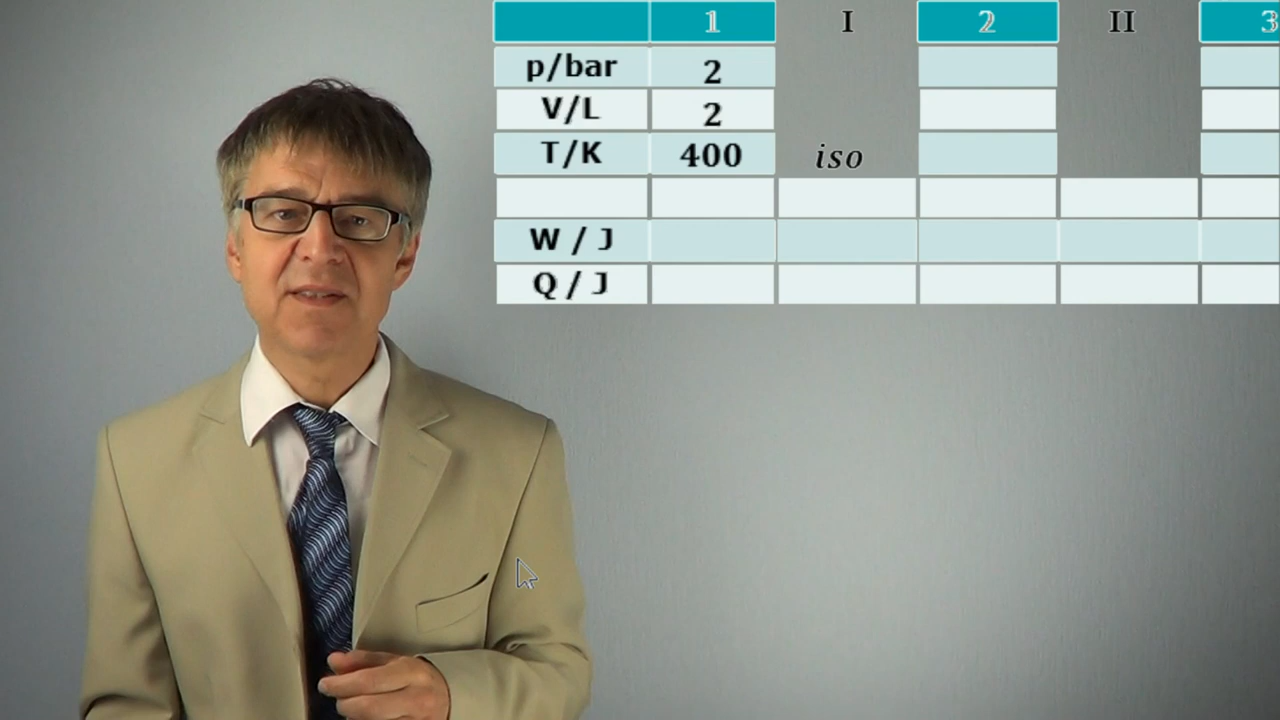 1 I 2 II 3
p/bar 2
V/L 2
T/K 400 iso
W / J
Q / J